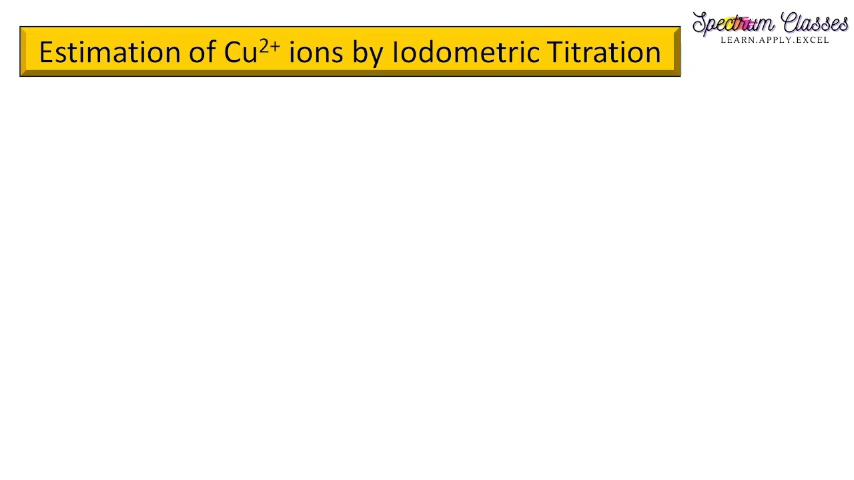 Spectrum Classes
LEARN.APPLY.EXCEL
Estimation of Cu²⁺ ions by Iodometric Titration